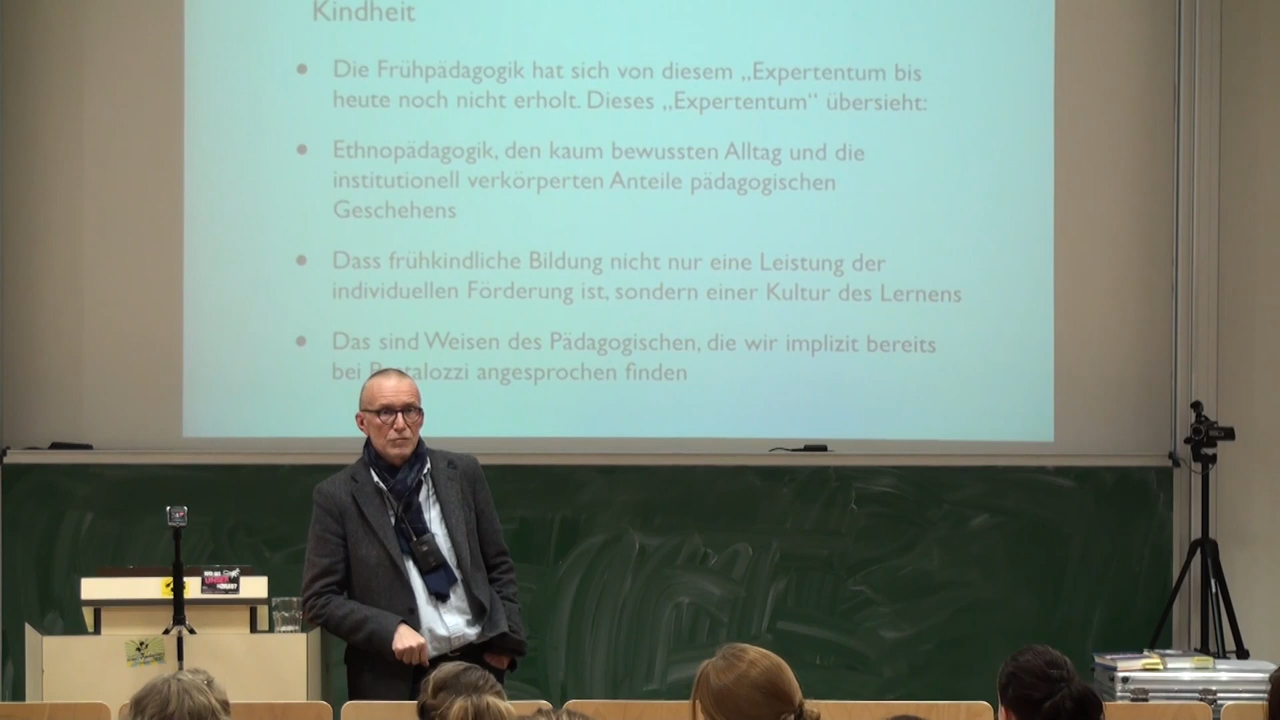 Kindheit
Die Frühpädagogik hat sich von diesem „Expertentum bis
heute noch nicht erholt. Dieses „Expertentum“ übersieht:
Ethnopädagogik, den kaum bewussten Alltag und die
institutionell verkörperten Anteile pädagogischen
Geschehens
Dass frühkindliche Bildung nicht nur eine Leistung der
individuellen Förderung ist, sondern einer Kultur des Lernens
Das sind Weisen des Pädagogischen, die wir implizit bereits
bei Pestalozzi angesprochen finden